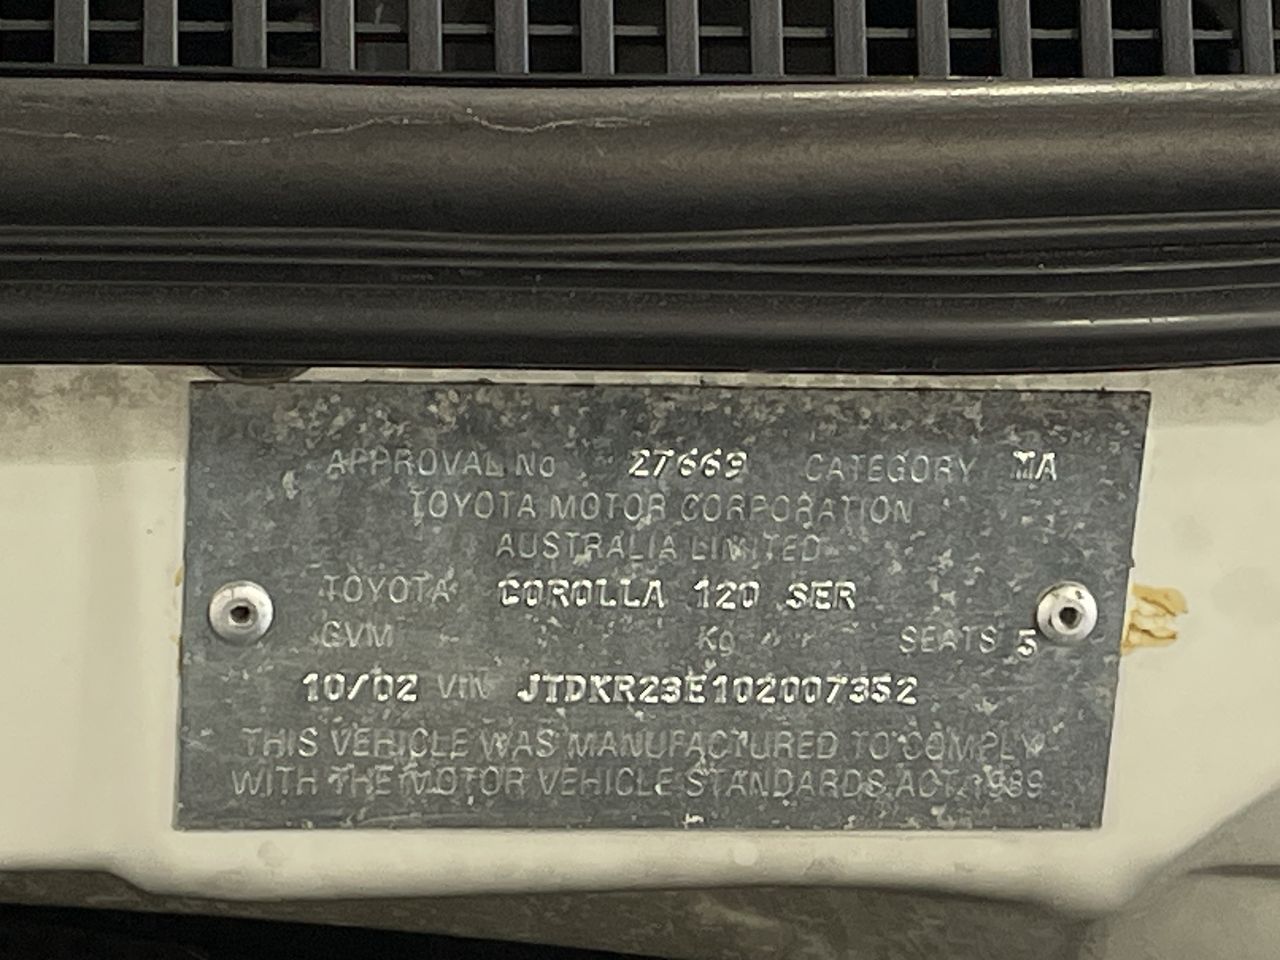 APPROVAL No 27669 CATEGORY MA
TOYOTA MOTOR CORPORATION
AUSTRALIA LIMITED
TOYOTA COROLLA 120 SER
GVM Kg SEATS 5
10/02 VIN JTDKR23E102007352
THIS VEHICLE WAS MANUFACTURED TO COMPLY
WITH THE MOTOR VEHICLE STANDARDS ACT 1989